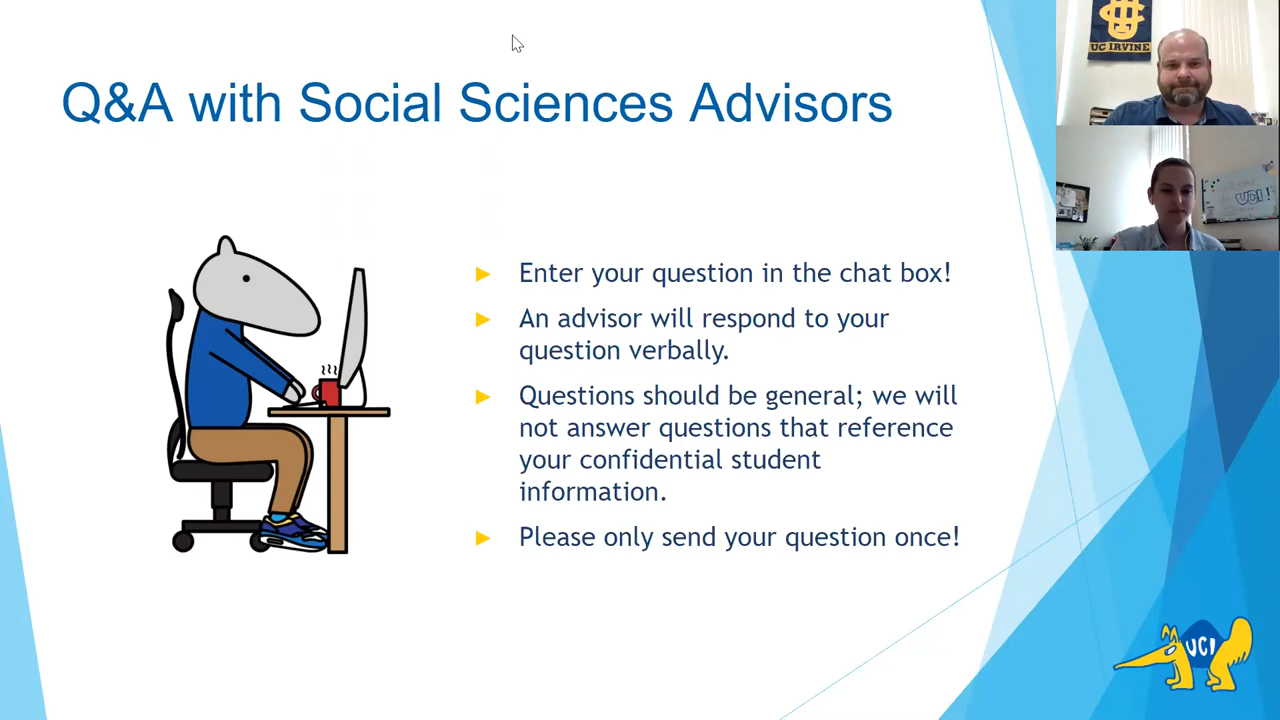 Q&A with Social Sciences Advisors
Enter your question in the chat box!
An advisor will respond to your
question verbally.
Questions should be general; we will
not answer questions that reference
your confidential student
information.
Please only send your question once!
UC IRVINE
UCI!
UCI